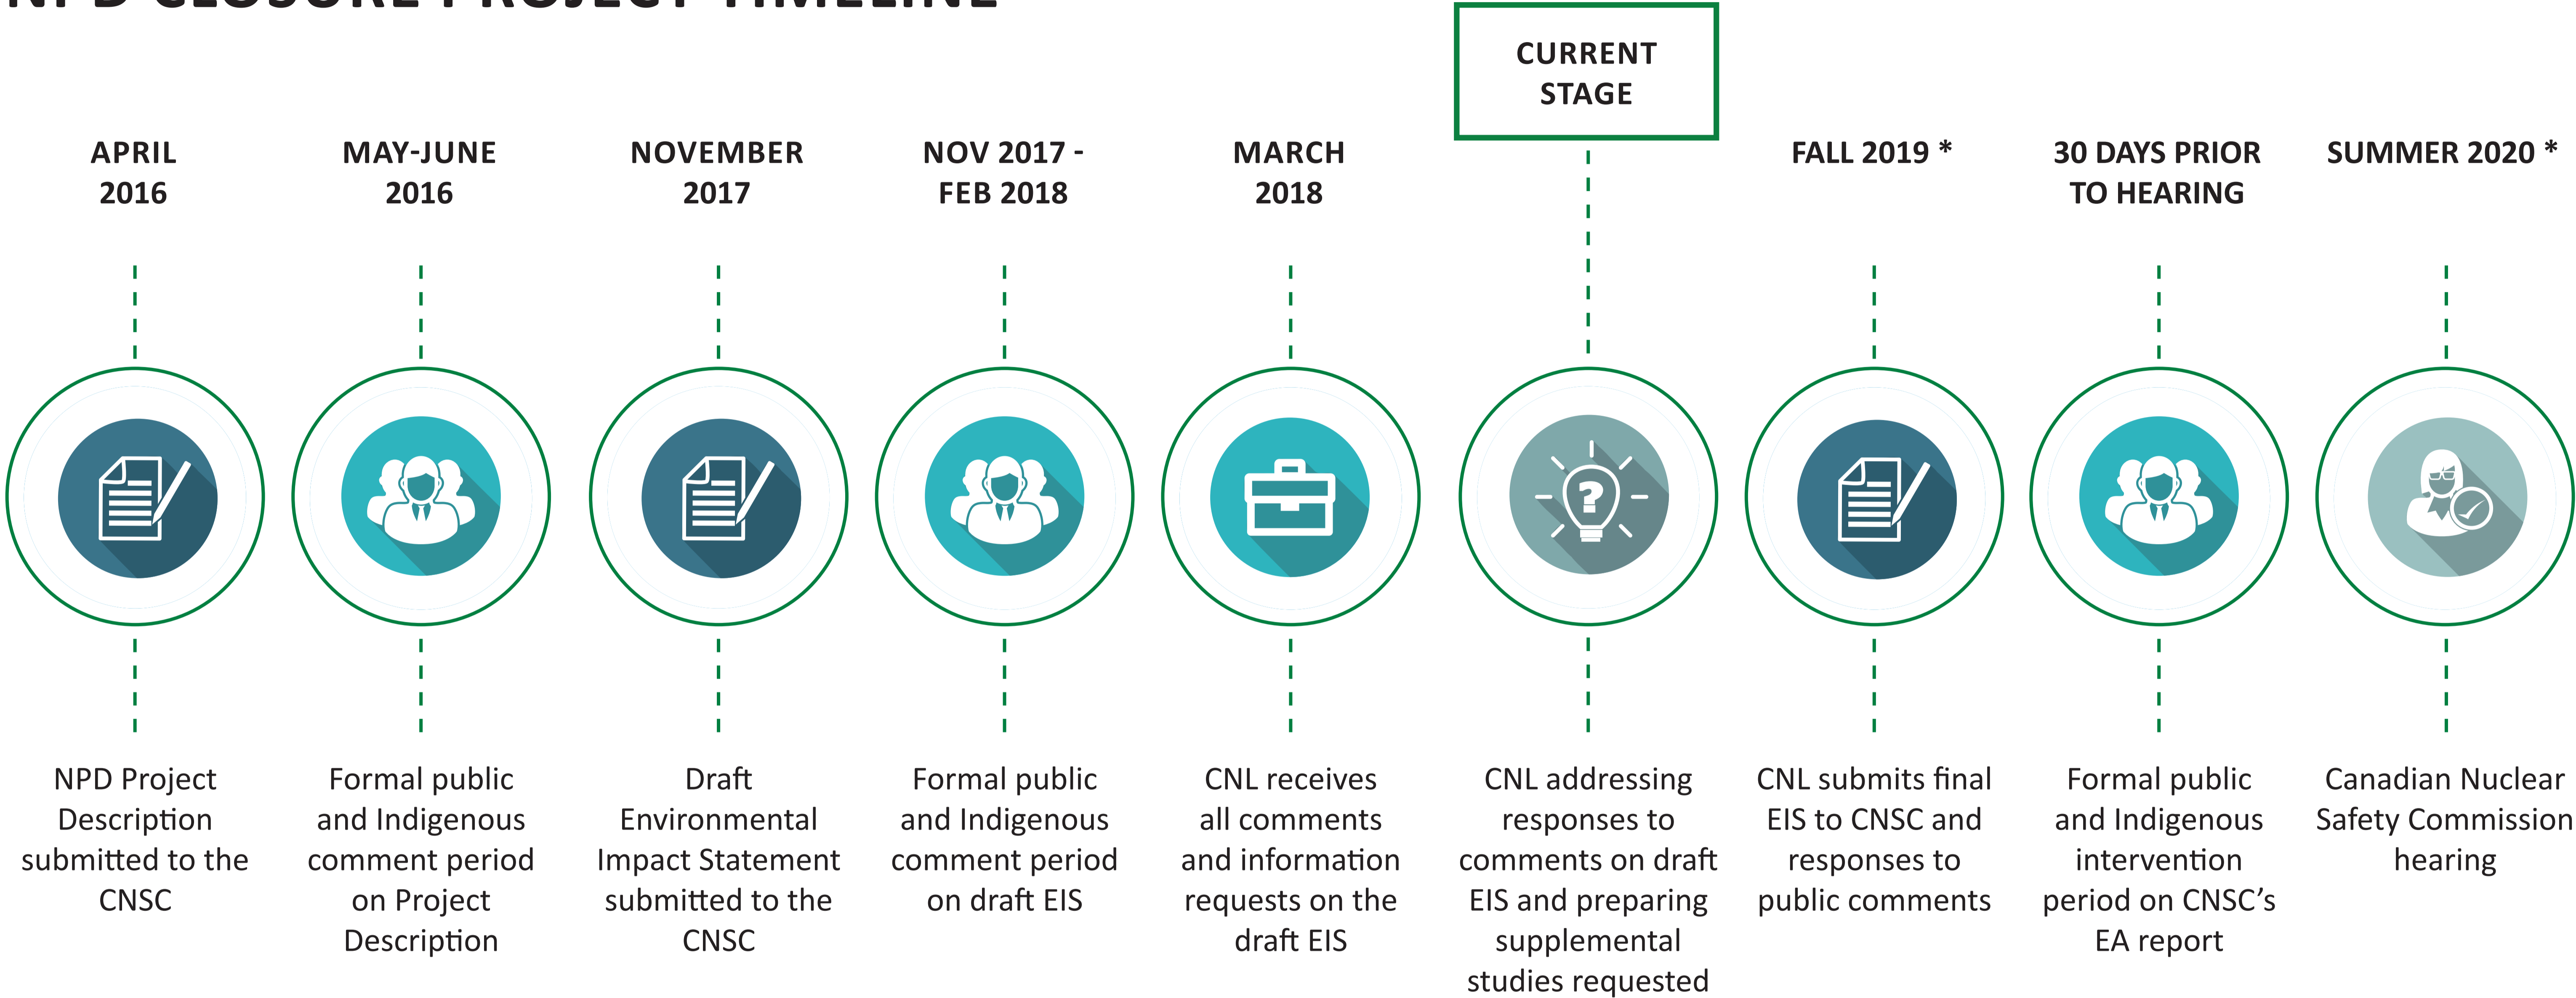 NPD CLOSURE PROJECT TIMELINE
CURRENT
STAGE
APRIL
2016
MAY-JUNE
2016
NOVEMBER
2017
NOV 2017 -
FEB 2018
MARCH
2018
FALL 2019 *
30 DAYS PRIOR
TO HEARING
SUMMER 2020 *
?
NPD Project
Description
submitted to the
CNSC
Formal public
and Indigenous
comment period
on Project
Description
Draft
Environmental
Impact Statement
submitted to the
CNSC
Formal public
and Indigenous
comment period
on draft EIS
CNL receives
all comments
and information
requests on the
draft EIS
CNL addressing
responses to
comments on draft
EIS and preparing
supplemental
studies requested
CNL submits final
EIS to CNSC and
responses to
public comments
Formal public
and Indigenous
intervention
period on CNSC’s
EA report
Canadian Nuclear
Safety Commission
hearing